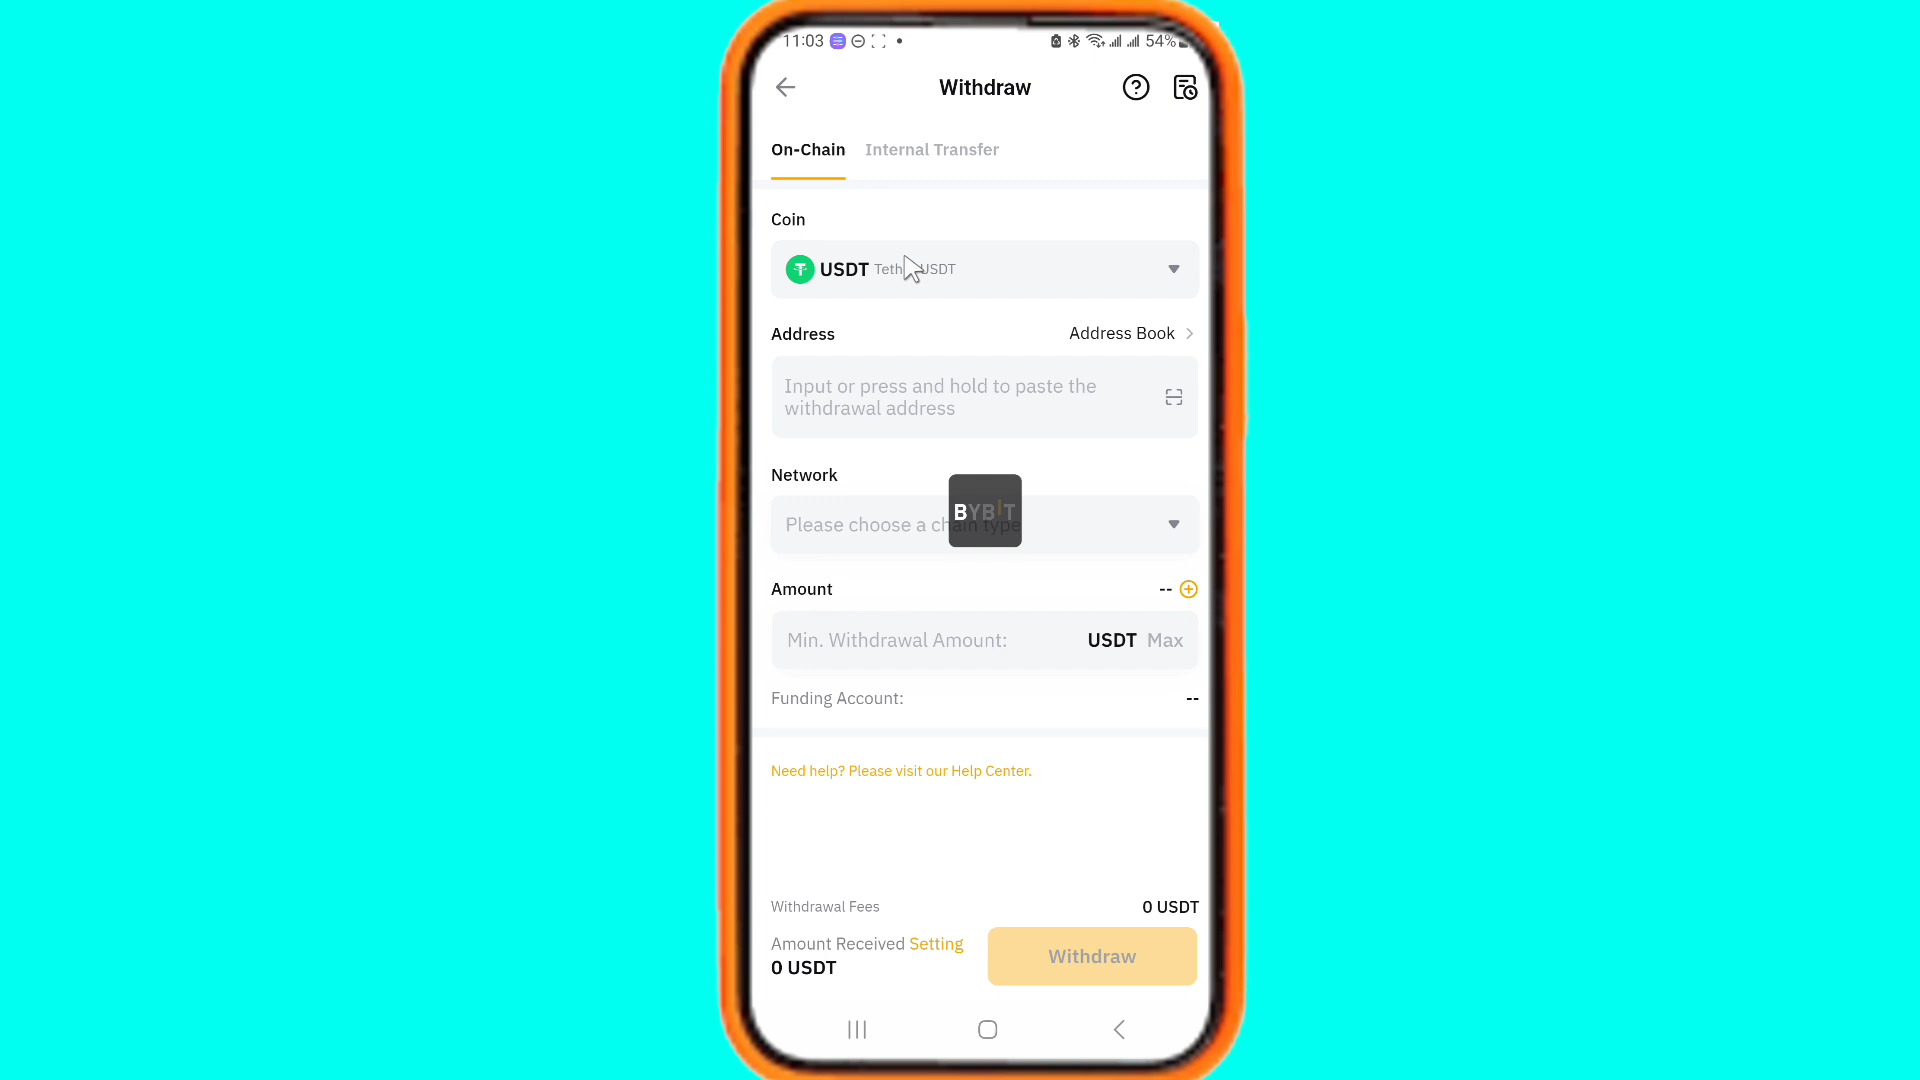 11:03
54%
Withdraw
On-Chain Internal Transfer
Coin
USDT Teth USDT
Address Address Book
Input or press and hold to paste the
withdrawal address
Network
BYBIT
Please choose a chain type
Amount --
Min. Withdrawal Amount: USDT Max
Funding Account: --
Need help? Please visit our Help Center.
Withdrawal Fees 0 USDT
Amount Received Setting
0 USDT
Withdraw